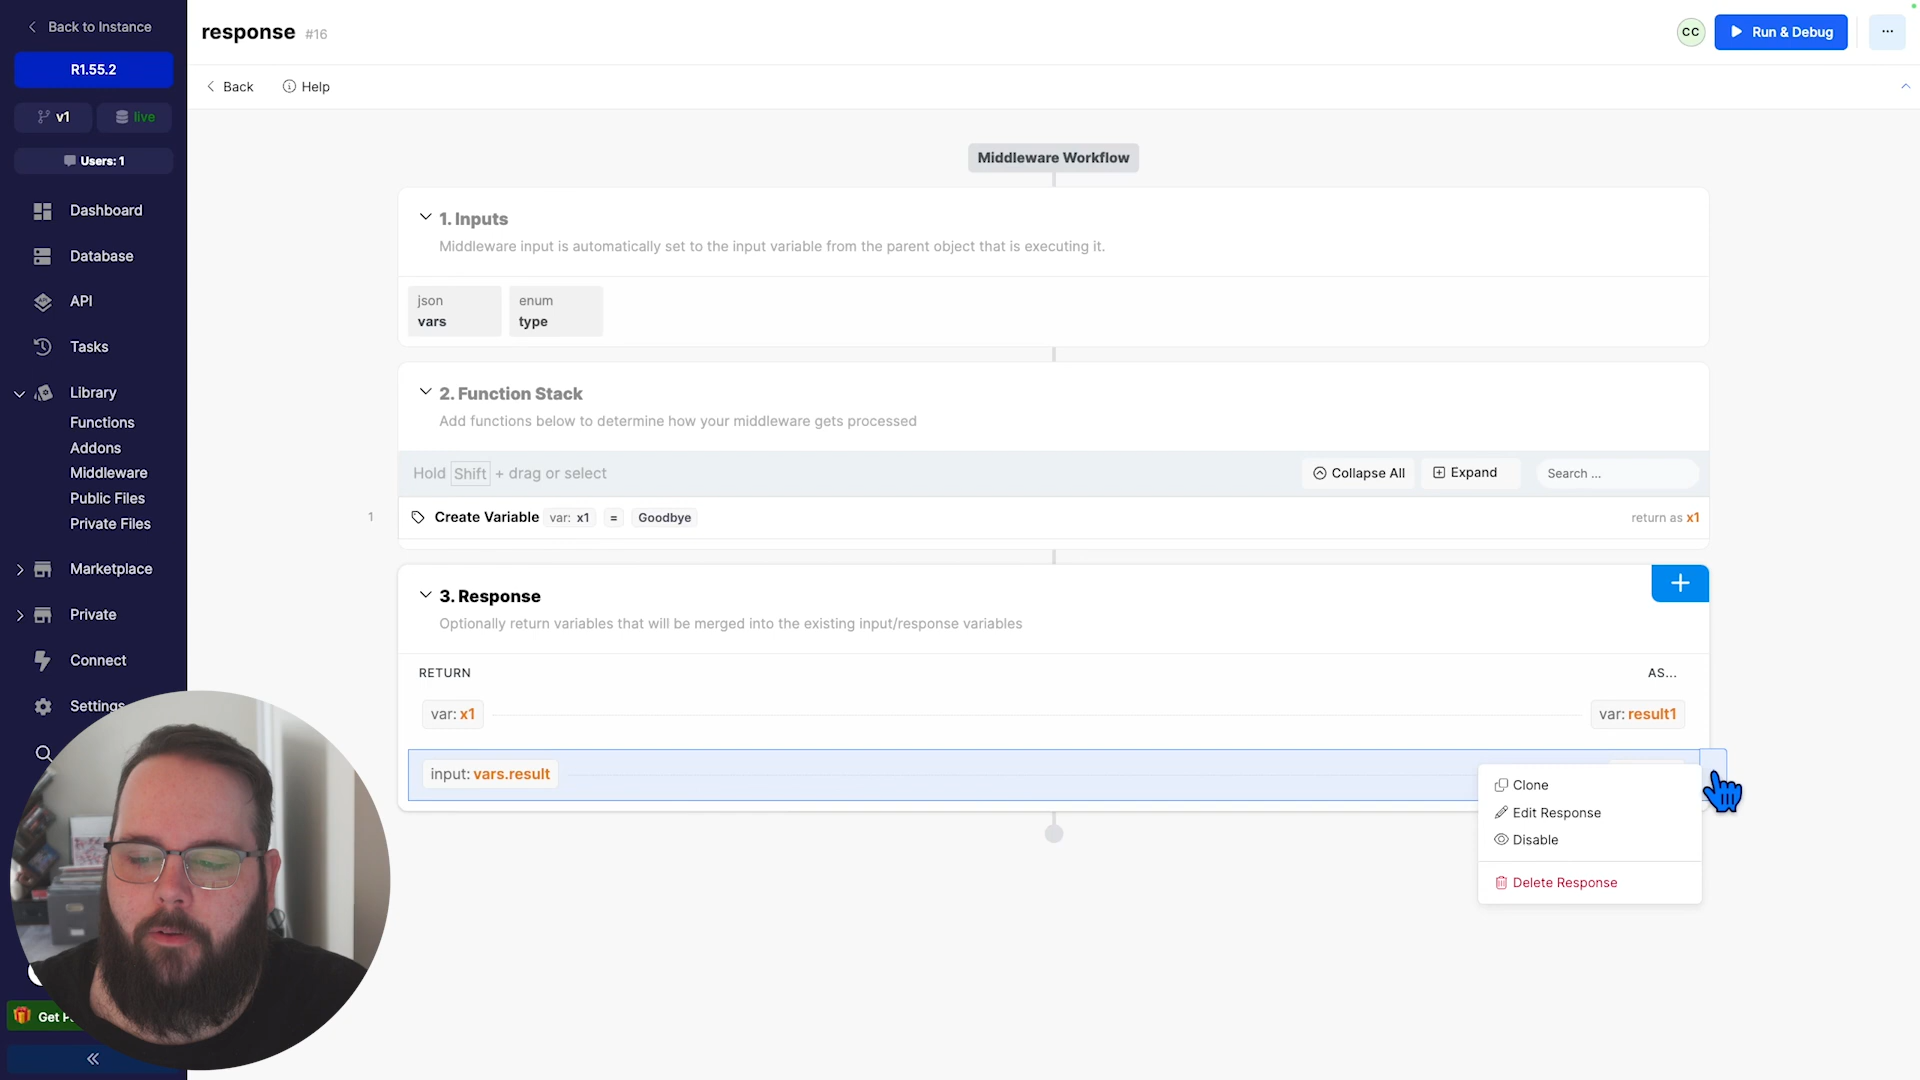 Back to Instance
R1.55.2
v1
live
Users: 1
Dashboard
Database
API
Tasks
Library
Functions
Addons
Middleware
Public Files
Private Files
Marketplace
Private
Connect
Settings
Get
response #16
CC
Run & Debug
Back
Help
Middleware Workflow
1. Inputs
Middleware input is automatically set to the input variable from the parent object that is executing it.
json
vars
enum
type
2. Function Stack
Add functions below to determine how your middleware gets processed
Hold Shift + drag or select
Collapse All
Expand
Search ...
1
Create Variable var: x1 = Goodbye
return as x1
3. Response
Optionally return variables that will be merged into the existing input/response variables
RETURN
AS...
var: x1
var: result1
input: vars.result
Clone
Edit Response
Disable
Delete Response